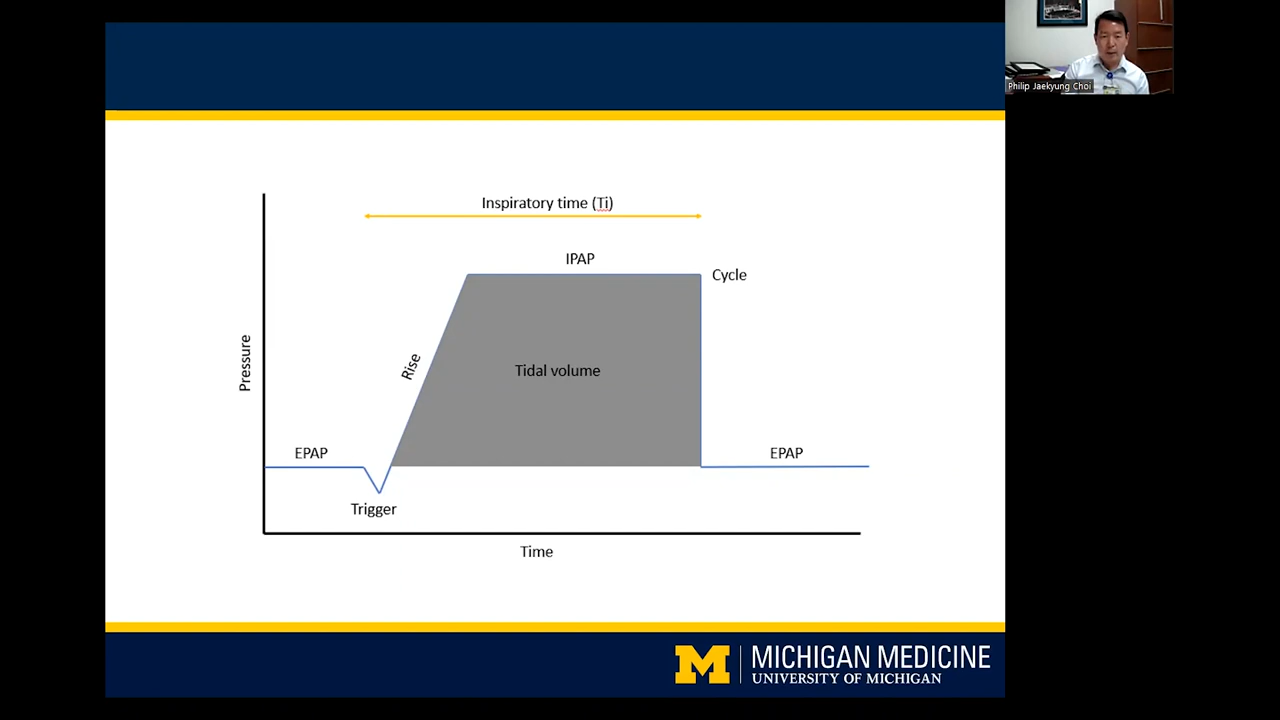 Philip Jaekyung Choi
Inspiratory time (Ti)
IPAP
Cycle
Pressure
Rise
Tidal volume
EPAP
EPAP
Trigger
Time
M
MICHIGAN MEDICINE
UNIVERSITY OF MICHIGAN